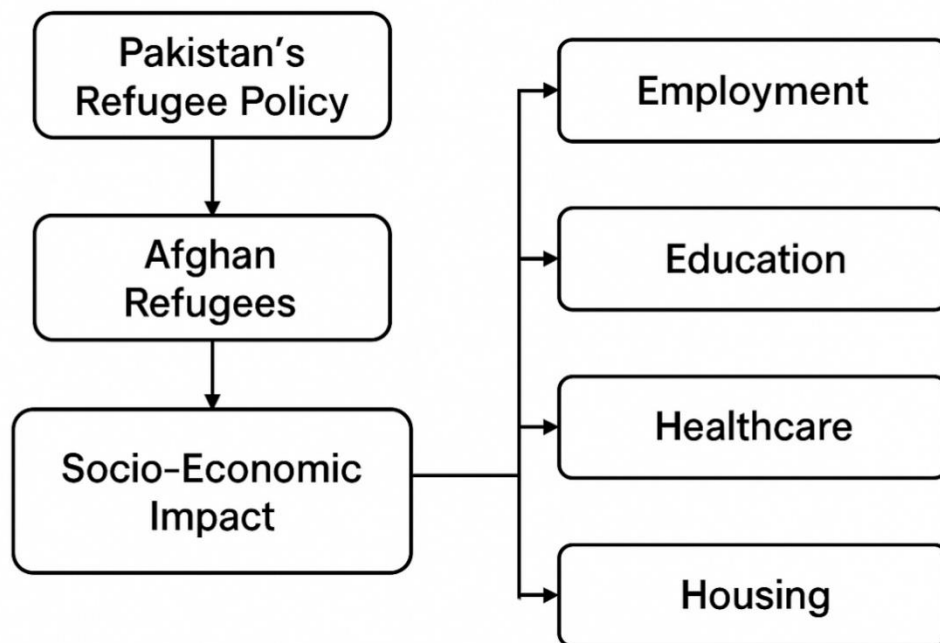 Pakistan's
Refugee Policy
Afghan
Refugees
Socio-Economic
Impact
Employment
Education
Healthcare
Housing